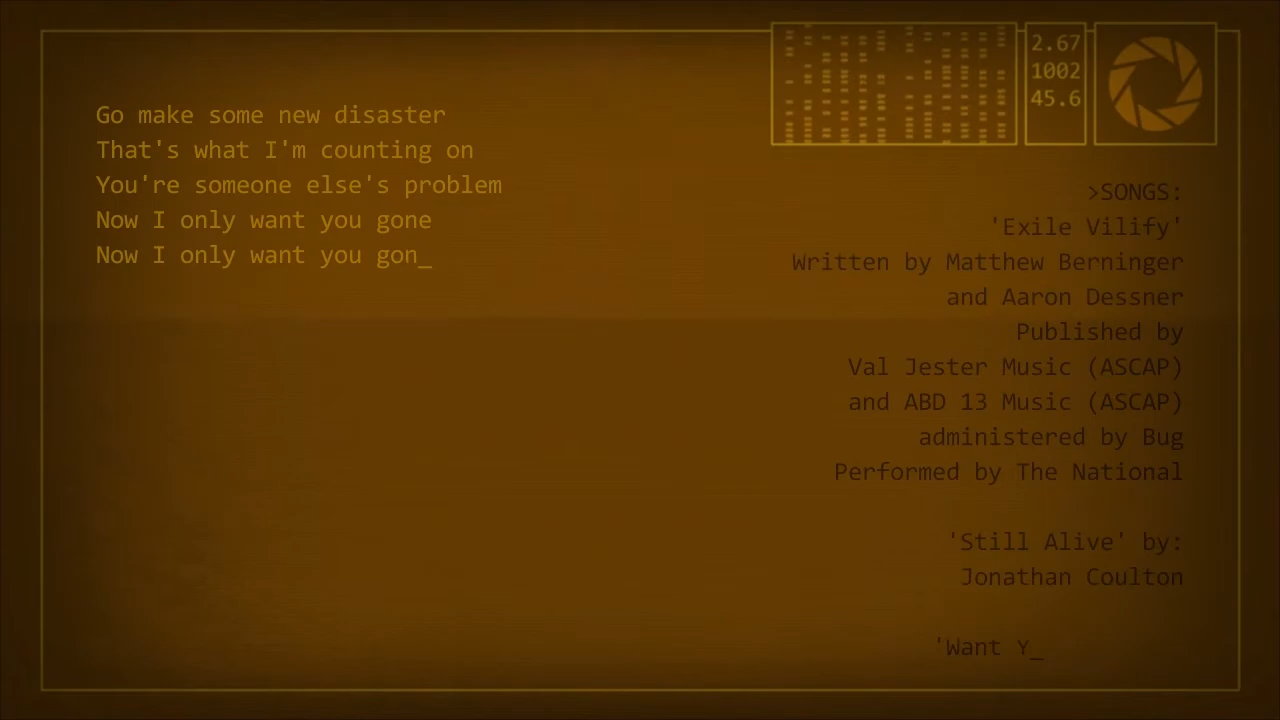 Go make some new disaster
That's what I'm counting on
You're someone else's problem
Now I only want you gone
Now I only want you gon_
2.67
1002
45.6
>SONGS:
'Exile Vilify'
Written by Matthew Berninger
and Aaron Dessner
Published by
Val Jester Music (ASCAP)
and ABD 13 Music (ASCAP)
administered by Bug
Performed by The National
'Still Alive' by:
Jonathan Coulton
'Want Y_